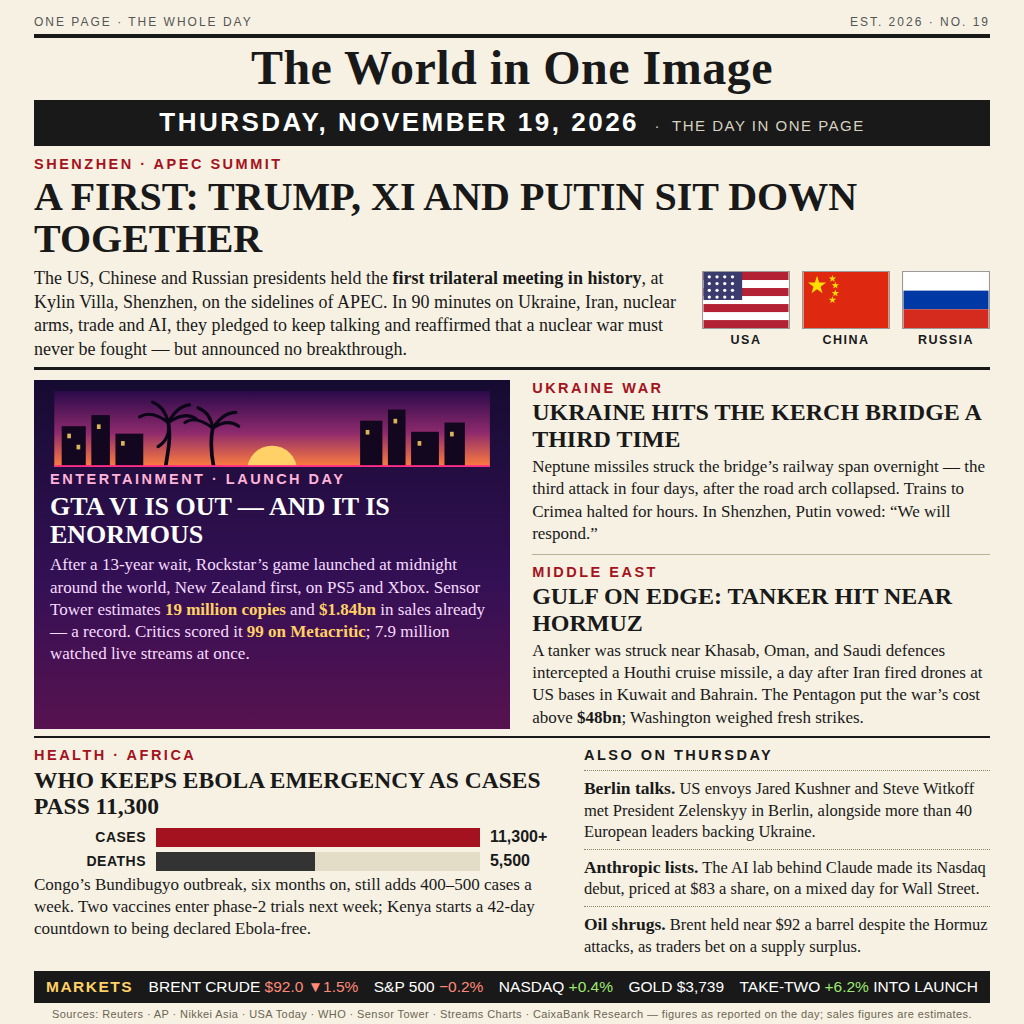 ONE PAGE · THE WHOLE DAY
EST. 2026 · NO. 19
The World in One Image
THURSDAY, NOVEMBER 19, 2026 · THE DAY IN ONE PAGE
SHENZHEN · APEC SUMMIT
A FIRST: TRUMP, XI AND PUTIN SIT DOWN
TOGETHER
The US, Chinese and Russian presidents held the first trilateral meeting in history, at
Kylin Villa, Shenzhen, on the sidelines of APEC. In 90 minutes on Ukraine, Iran, nuclear
arms, trade and AI, they pledged to keep talking and reaffirmed that a nuclear war must
never be fought — but announced no breakthrough.
USA
CHINA
RUSSIA
ENTERTAINMENT · LAUNCH DAY
GTA VI IS OUT — AND IT IS
ENORMOUS
After a 13-year wait, Rockstar’s game launched at midnight
around the world, New Zealand first, on PS5 and Xbox. Sensor
Tower estimates 19 million copies and $1.84bn in sales already
— a record. Critics scored it 99 on Metacritic; 7.9 million
watched live streams at once.
UKRAINE WAR
UKRAINE HITS THE KERCH BRIDGE A
THIRD TIME
Neptune missiles struck the bridge’s railway span overnight — the
third attack in four days, after the road arch collapsed. Trains to
Crimea halted for hours. In Shenzhen, Putin vowed: “We will
respond.”
MIDDLE EAST
GULF ON EDGE: TANKER HIT NEAR
HORMUZ
A tanker was struck near Khasab, Oman, and Saudi defences
intercepted a Houthi cruise missile, a day after Iran fired drones at
US bases in Kuwait and Bahrain. The Pentagon put the war’s cost
above $48bn; Washington weighed fresh strikes.
HEALTH · AFRICA
WHO KEEPS EBOLA EMERGENCY AS CASES
PASS 11,300
CASES 11,300+
DEATHS 5,500
Congo’s Bundibugyo outbreak, six months on, still adds 400–500 cases a
week. Two vaccines enter phase-2 trials next week; Kenya starts a 42-day
countdown to being declared Ebola-free.
ALSO ON THURSDAY
Berlin talks. US envoys Jared Kushner and Steve Witkoff
met President Zelenskyy in Berlin, alongside more than 40
European leaders backing Ukraine.
Anthropic lists. The AI lab behind Claude made its Nasdaq
debut, priced at $83 a share, on a mixed day for Wall Street.
Oil shrugs. Brent held near $92 a barrel despite the Hormuz
attacks, as traders bet on a supply surplus.
MARKETS BRENT CRUDE $92.0 ▼1.5% S&P 500 −0.2% NASDAQ +0.4% GOLD $3,739 TAKE-TWO +6.2% INTO LAUNCH
Sources: Reuters · AP · Nikkei Asia · USA Today · WHO · Sensor Tower · Streams Charts · CaixaBank Research — figures as reported on the day; sales figures are estimates.